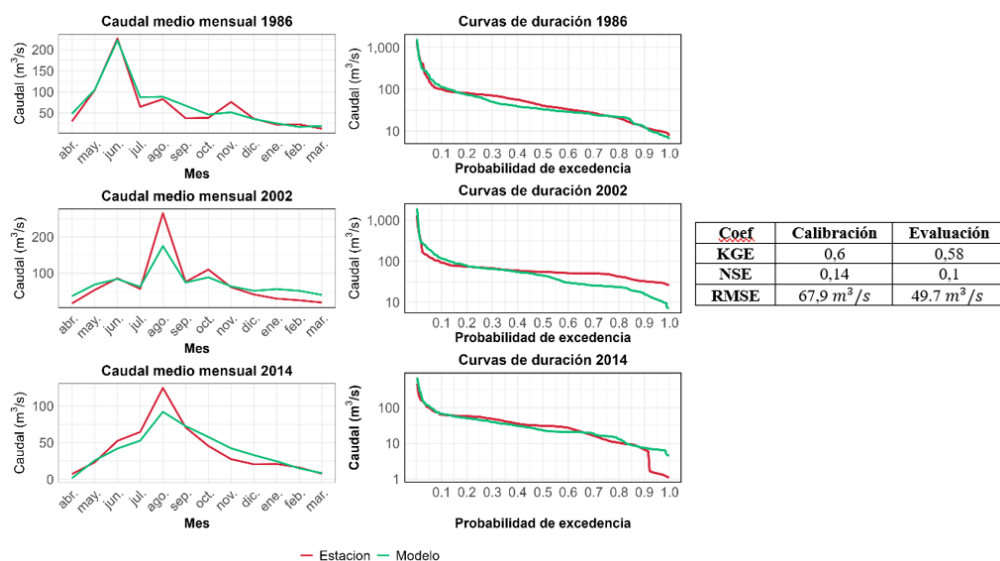 Caudal medio mensual 1986
Caudal (m³/s)
200
150
100
50
abr. may. jun. jul. ago. sep. oct. nov. dic. ene. feb. mar.
Mes
Curvas de duración 1986
Caudal (m³/s)
1,000
100
10
0.1 0.2 0.3 0.4 0.5 0.6 0.7 0.8 0.9 1.0
Probabilidad de excedencia
Caudal medio mensual 2002
Caudal (m³/s)
200
100
abr. may. jun. jul. ago. sep. oct. nov. dic. ene. feb. mar.
Mes
Curvas de duración 2002
Caudal (m³/s)
1,000
100
10
0.1 0.2 0.3 0.4 0.5 0.6 0.7 0.8 0.9 1.0
Probabilidad de excedencia
Caudal medio mensual 2014
Caudal (m³/s)
100
50
0
abr. may. jun. jul. ago. sep. oct. nov. dic. ene. feb. mar.
Mes
Curvas de duración 2014
Caudal (m³/s)
100
10
1
0.1 0.2 0.3 0.4 0.5 0.6 0.7 0.8 0.9 1.0
Probabilidad de excedencia
Estacion Modelo
Coef Calibración Evaluación
KGE 0,6 0,58
NSE 0,14 0,1
RMSE 67,9 m³/s 49.7 m³/s